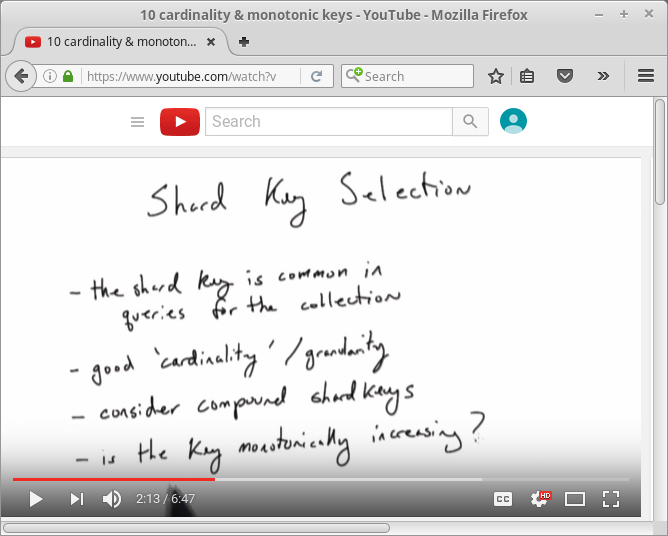 10 cardinality & monotonic keys - YouTube - Mozilla Firefox
10 cardinality & monoton...
https://www.youtube.com/watch?v
Search
Search
Shard Key Selection
- the shard key is common in
queries for the collection
- good 'cardinality' / granularity
- consider compound shard keys
- is the key monotonically increasing?
2:13 / 6:47
CC
HD